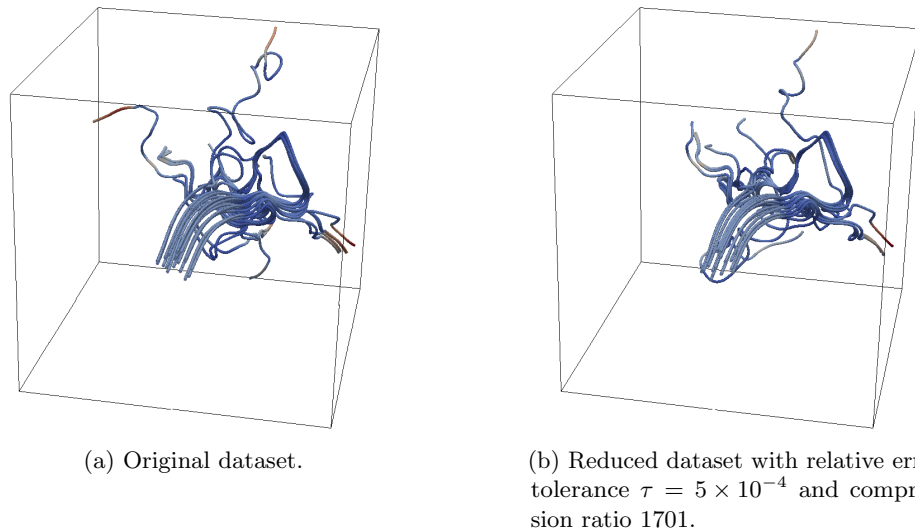 (a) Original dataset.
(b) Reduced dataset with relative err
tolerance τ = 5 × 10⁻⁴ and compr
sion ratio 1701.